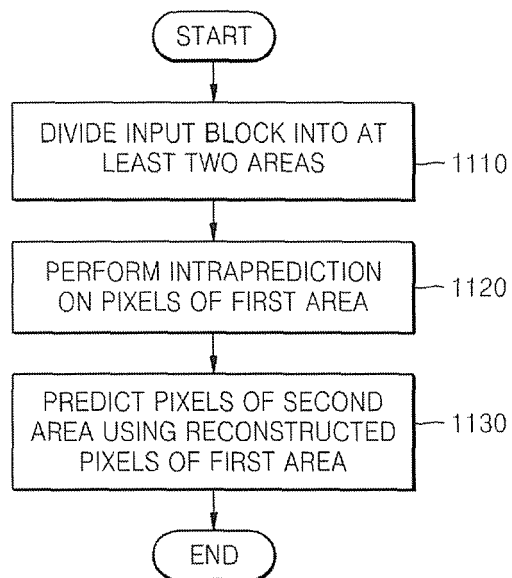 START
DIVIDE INPUT BLOCK INTO AT
LEAST TWO AREAS
1110
PERFORM INTRAPREDICTION
ON PIXELS OF FIRST AREA
1120
PREDICT PIXELS OF SECOND
AREA USING RECONSTRUCTED
PIXELS OF FIRST AREA
1130
END